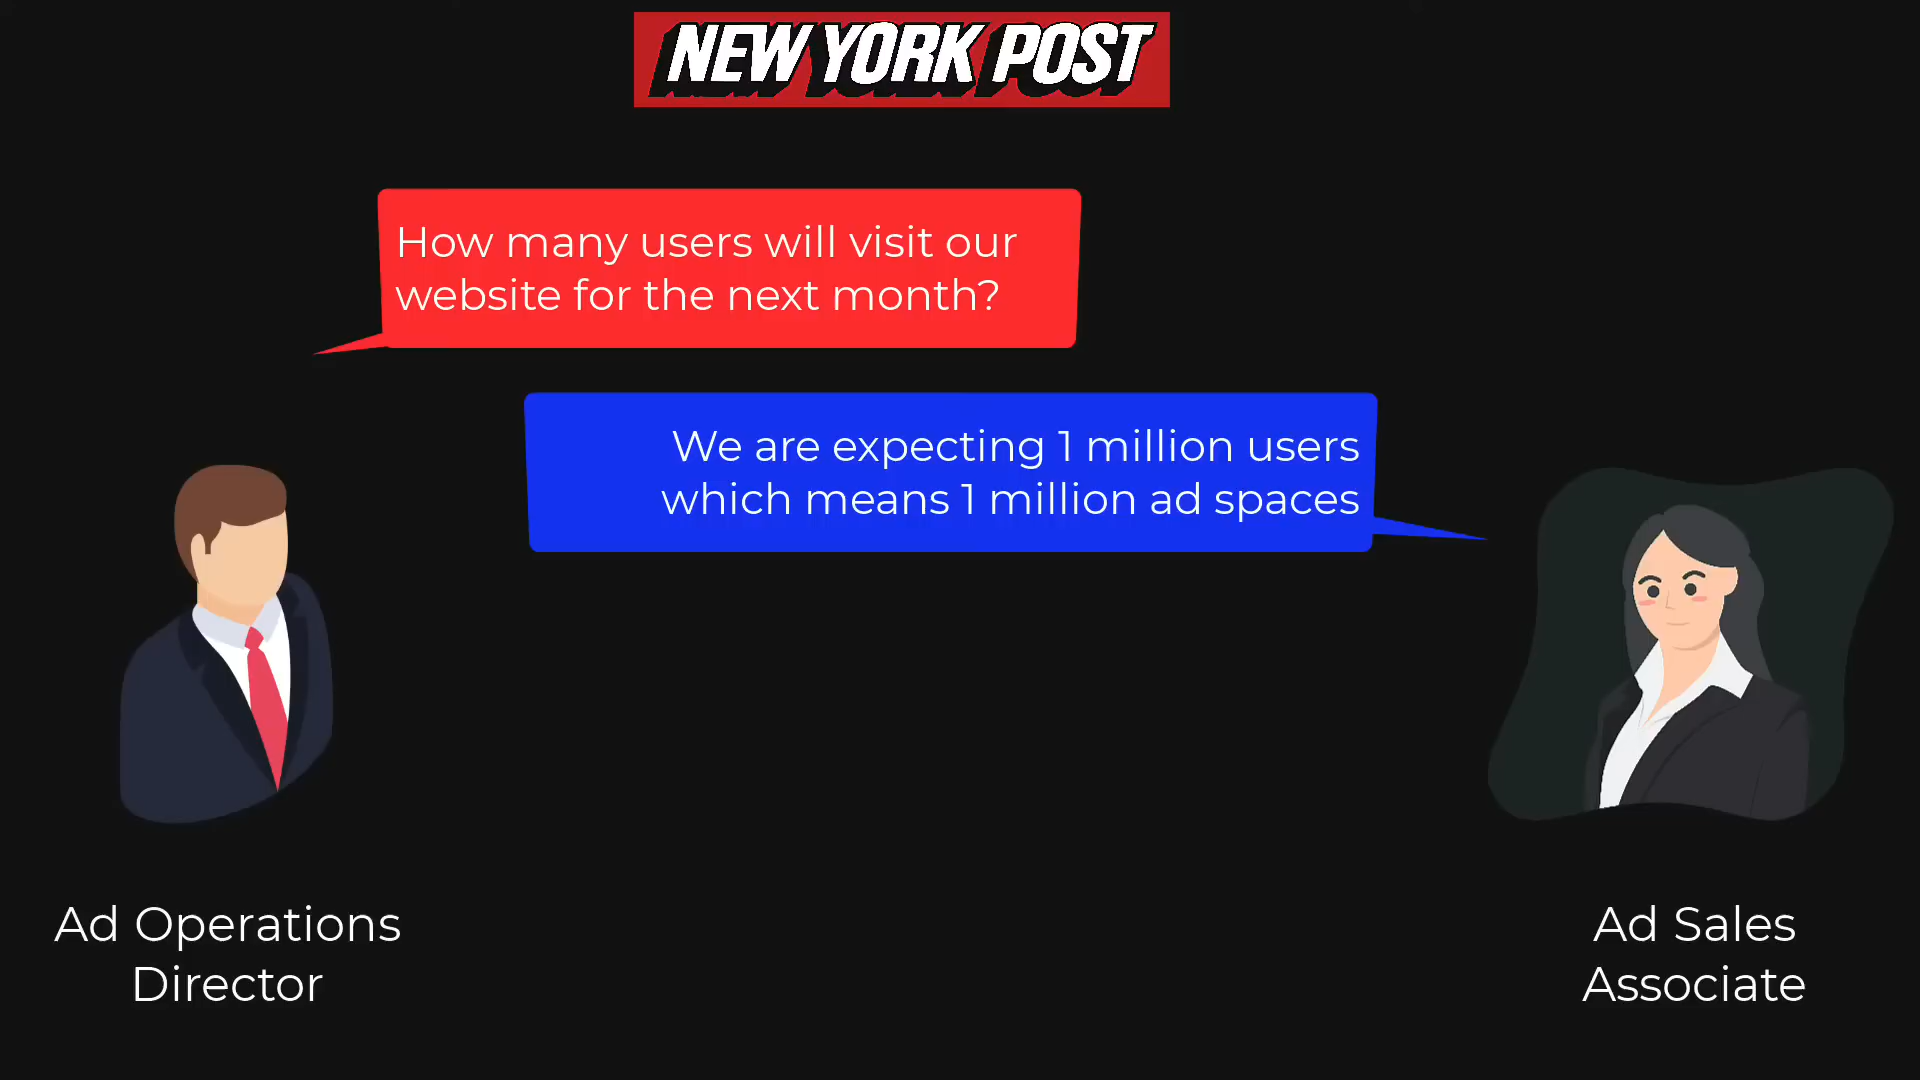 NEW YORK POST
How many users will visit our
website for the next month?
We are expecting 1 million users
which means 1 million ad spaces
Ad Operations
Director
Ad Sales
Associate